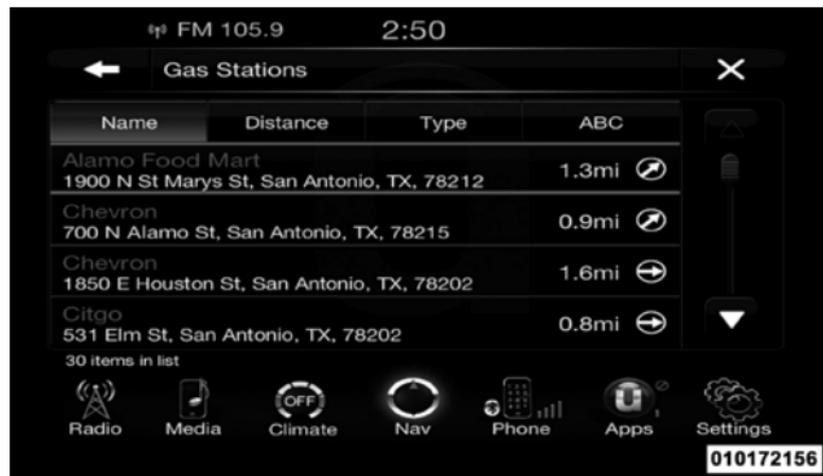 FM 105.9 2:50
Gas Stations
Name Distance Type ABC
Alamo Food Mart
1900 N St Marys St, San Antonio, TX, 78212 1.3mi
Chevron
700 N Alamo St, San Antonio, TX, 78215 0.9mi
Chevron
1850 E Houston St, San Antonio, TX, 78202 1.6mi
Citgo
531 Elm St, San Antonio, TX, 78202 0.8mi
30 items in list
OFF
Radio Media Climate Nav Phone Apps Settings
010172156